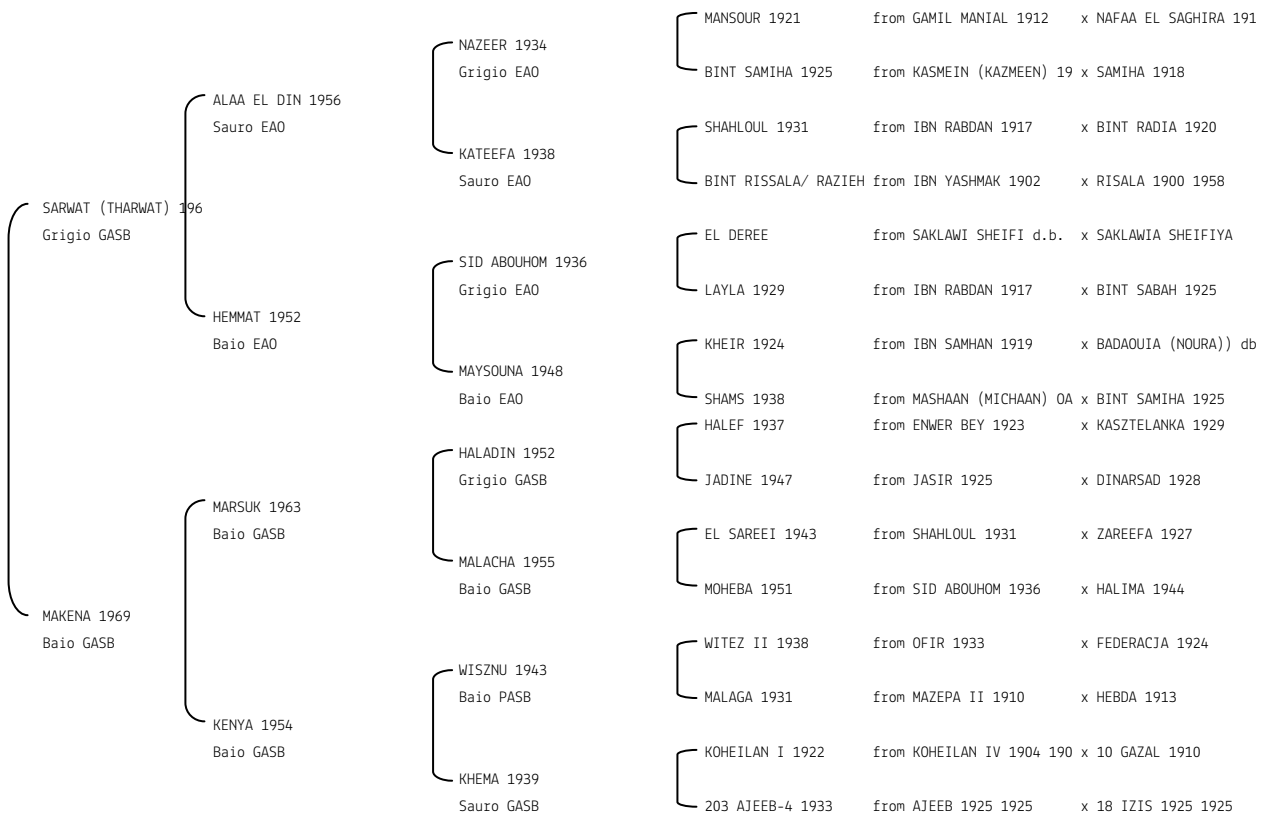 MANSOUR 1921 from GAMIL MANIAL 1912 x NAFAA EL SAGHIRA 191
NAZEER 1934
Grigio EAO
BINT SAMIHA 1925 from KASMEIN (KAZMEEN) 19 x SAMIHA 1918
ALAA EL DIN 1956
Sauro EAO
SHAHLOUL 1931 from IBN RABDAN 1917 x BINT RADIA 1920
KATEEFA 1938
Sauro EAO
BINT RISSALA/ RAZIEH from IBN YASHMAK 1902 x RISALA 1900 1958
SARWAT (THARWAT) 196
Grigio GASB
EL DEREE from SAKLAWI SHEIFI d.b. x SAKLAWIA SHEIFIYA
SID ABOUHOM 1936
Grigio EAO
LAYLA 1929 from IBN RABDAN 1917 x BINT SABAH 1925
HEMMAT 1952
Baio EAO
KHEIR 1924 from IBN SAMHAN 1919 x BADAOUIA (NOURA)) db
MAYSOUNA 1948
Baio EAO
SHAMS 1938 from MASHAAN (MICHAAN) OA x BINT SAMIHA 1925
HALEF 1937 from ENWER BEY 1923 x KASZTELANKA 1929
HALADIN 1952
Grigio GASB
JADINE 1947 from JASIR 1925 x DINARSAD 1928
MARSUK 1963
Baio GASB
EL SAREEI 1943 from SHAHLOUL 1931 x ZAREEFA 1927
MALACHA 1955
Baio GASB
MOHEBA 1951 from SID ABOUHOM 1936 x HALIMA 1944
MAKENA 1969
Baio GASB
WITEZ II 1938 from OFIR 1933 x FEDERACJA 1924
WISZNU 1943
Baio PASB
MALAGA 1931 from MAZEPA II 1910 x HEBDA 1913
KENYA 1954
Baio GASB
KOHEILAN I 1922 from KOHEILAN IV 1904 190 x 10 GAZAL 1910
KHEMA 1939
Sauro GASB
203 AJEEB-4 1933 from AJEEB 1925 1925 x 18 IZIS 1925 1925